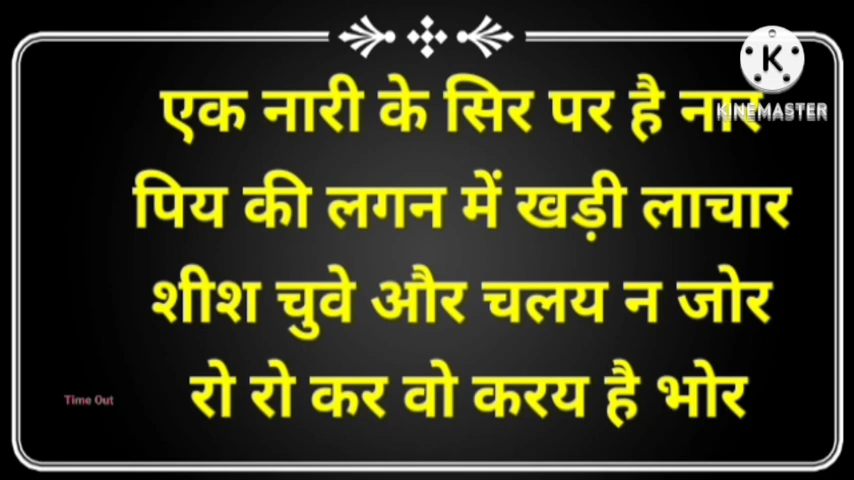 एक नारी के सिर पर है नार
K
KINEMASTER
पिय की लगन में खड़ी लाचार
शीश चुवे और चलय न जोर
रो रो कर वो करय है भोर
Time Out